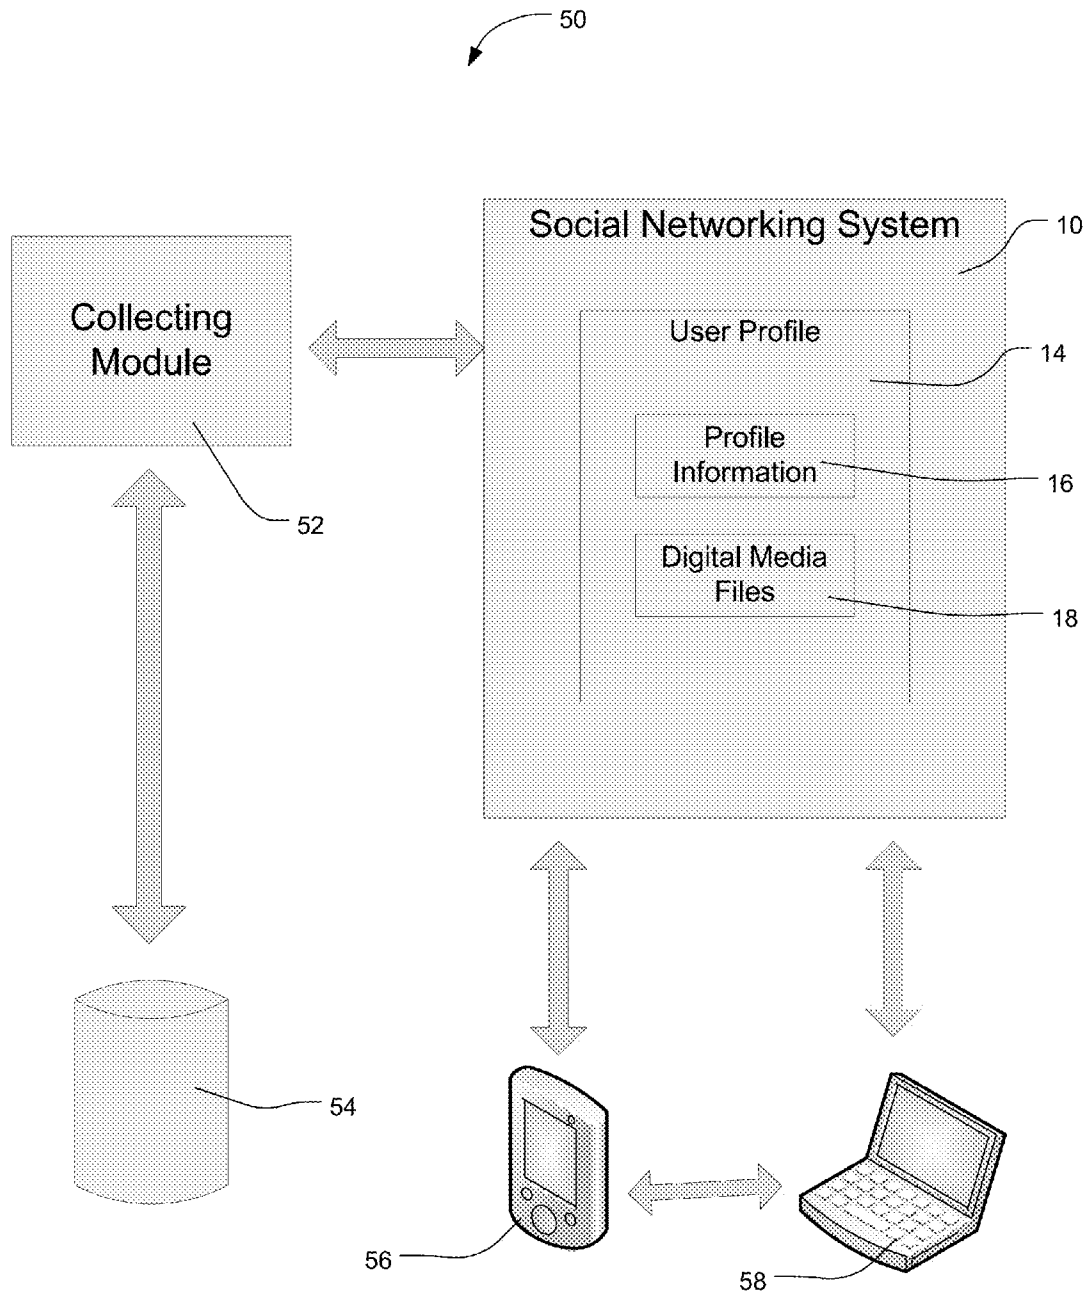 50
Social Networking System
10
Collecting
Module
User Profile
14
Profile
Information
16
52
Digital Media
Files
18
54
56
58